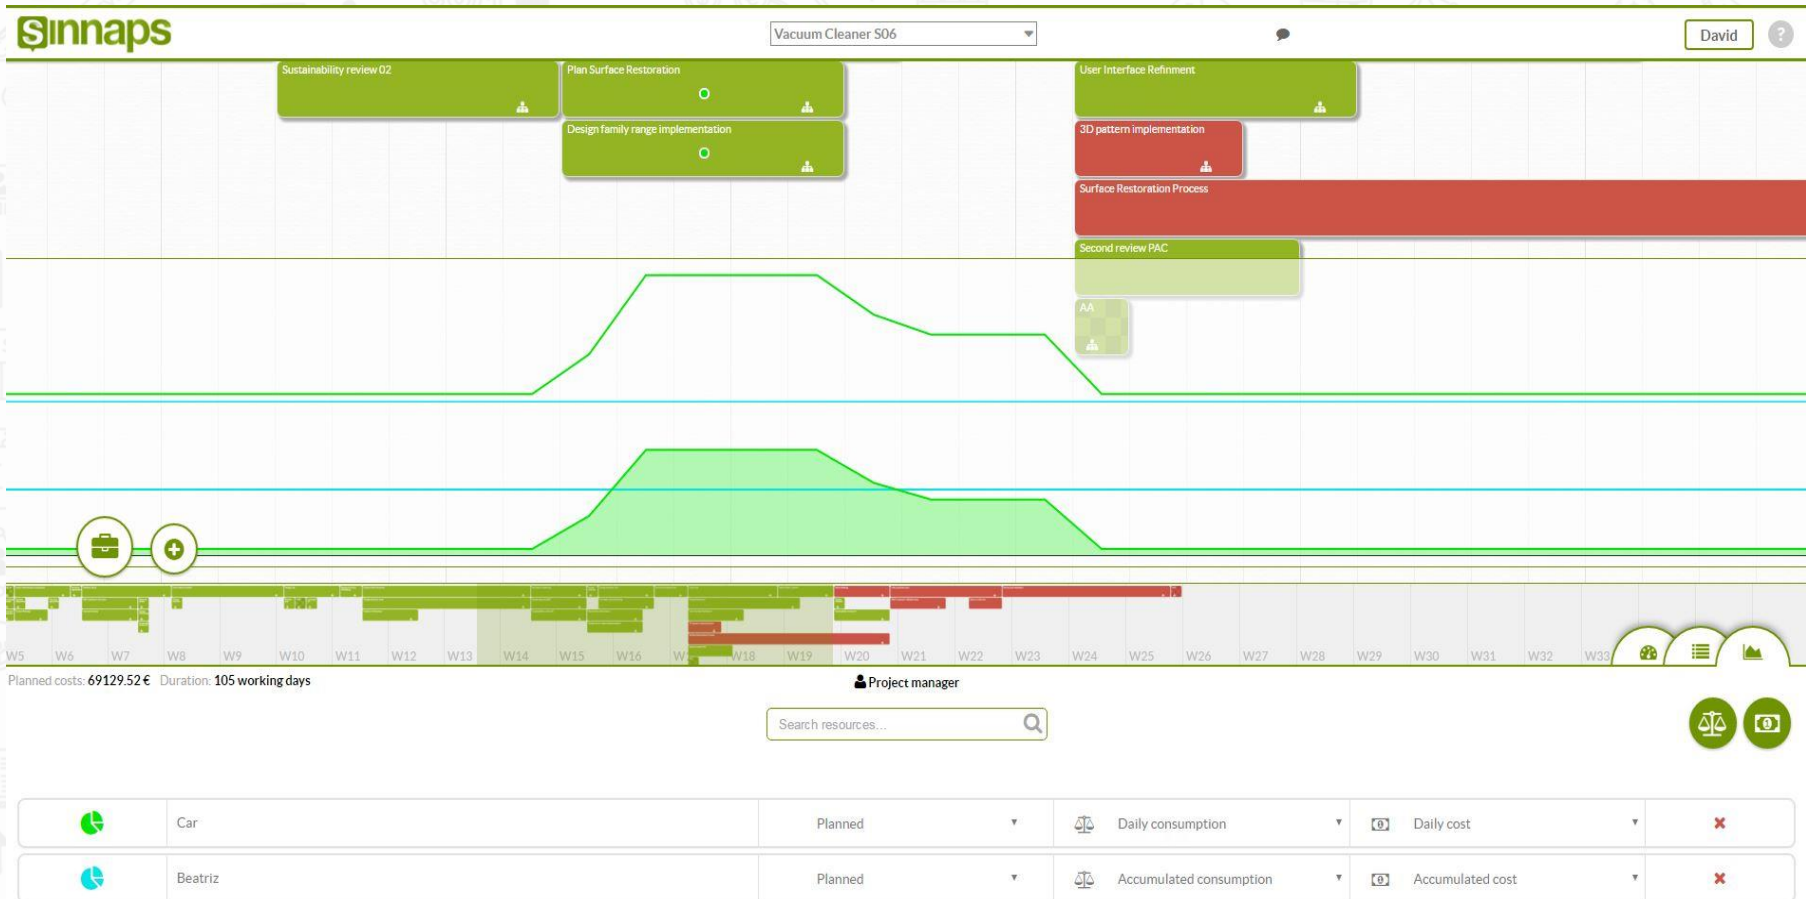 Sinnaps
Vacuum Cleaner S06
David
?
Sustainability review 02
Plan Surface Restoration
User Interface Refinment
Design family range implementation
3D pattern implementation
Surface Restoration Process
Second review PAC
AA
W5 W6 W7 W8 W9 W10 W11 W12 W13 W14 W15 W16 W18 W19 W20 W21 W22 W23 W24 W25 W26 W27 W28 W29 W30 W31 W32 W33
Planned costs: 69129.52 € Duration: 105 working days
Project manager
Search resources...
Car Planned Daily consumption Daily cost
Beatriz Planned Accumulated consumption Accumulated cost